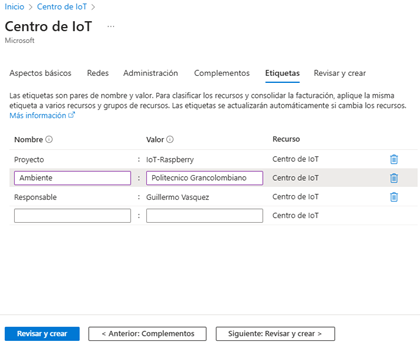 Inicio > Centro de IoT >
Centro de IoT ...
Microsoft
Aspectos básicos Redes Administración Complementos Etiquetas Revisar y crear
Las etiquetas son pares de nombre y valor. Para clasificar los recursos y consolidar la facturación, aplique la misma
etiqueta a varios recursos y grupos de recursos. Las etiquetas se actualizarán automáticamente si cambia los recursos.
Más información
Nombre Valor Recurso
Proyecto : IoT-Raspberry Centro de IoT
Ambiente : Politecnico Grancolombiano Centro de IoT
Responsable : Guillermo Vasquez Centro de IoT
: Centro de IoT
Revisar y crear < Anterior: Complementos Siguiente: Revisar y crear >